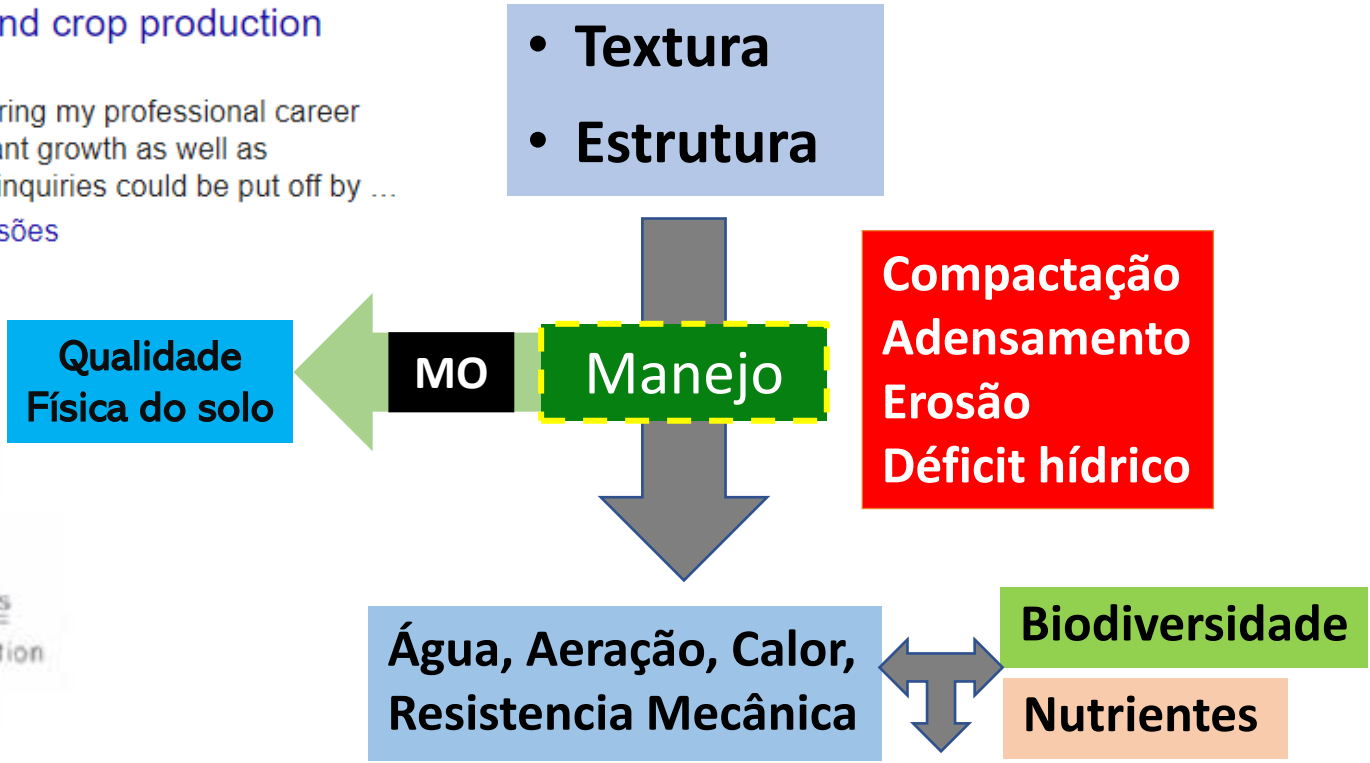 nd crop production
ring my professional career
ant growth as well as
inquiries could be put off by ...
sões
• Textura
• Estrutura
Compactação
Adensamento
Erosão
Déficit hídrico
Qualidade
Física do solo
MO
Manejo
s
tion
Água, Aeração, Calor,
Resistencia Mecânica
Biodiversidade
Nutrientes